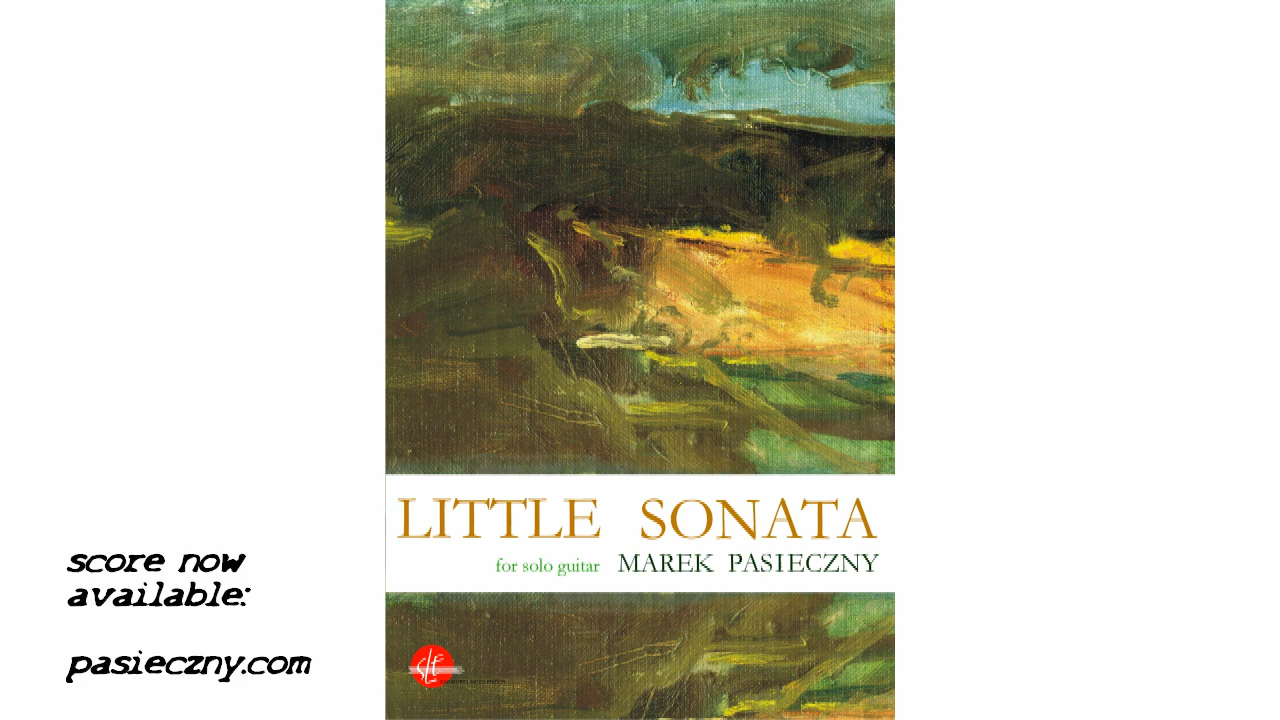 LITTLE SONATA
for solo guitar MAREK PASIECZNY
score now
available:
pasieczny.com